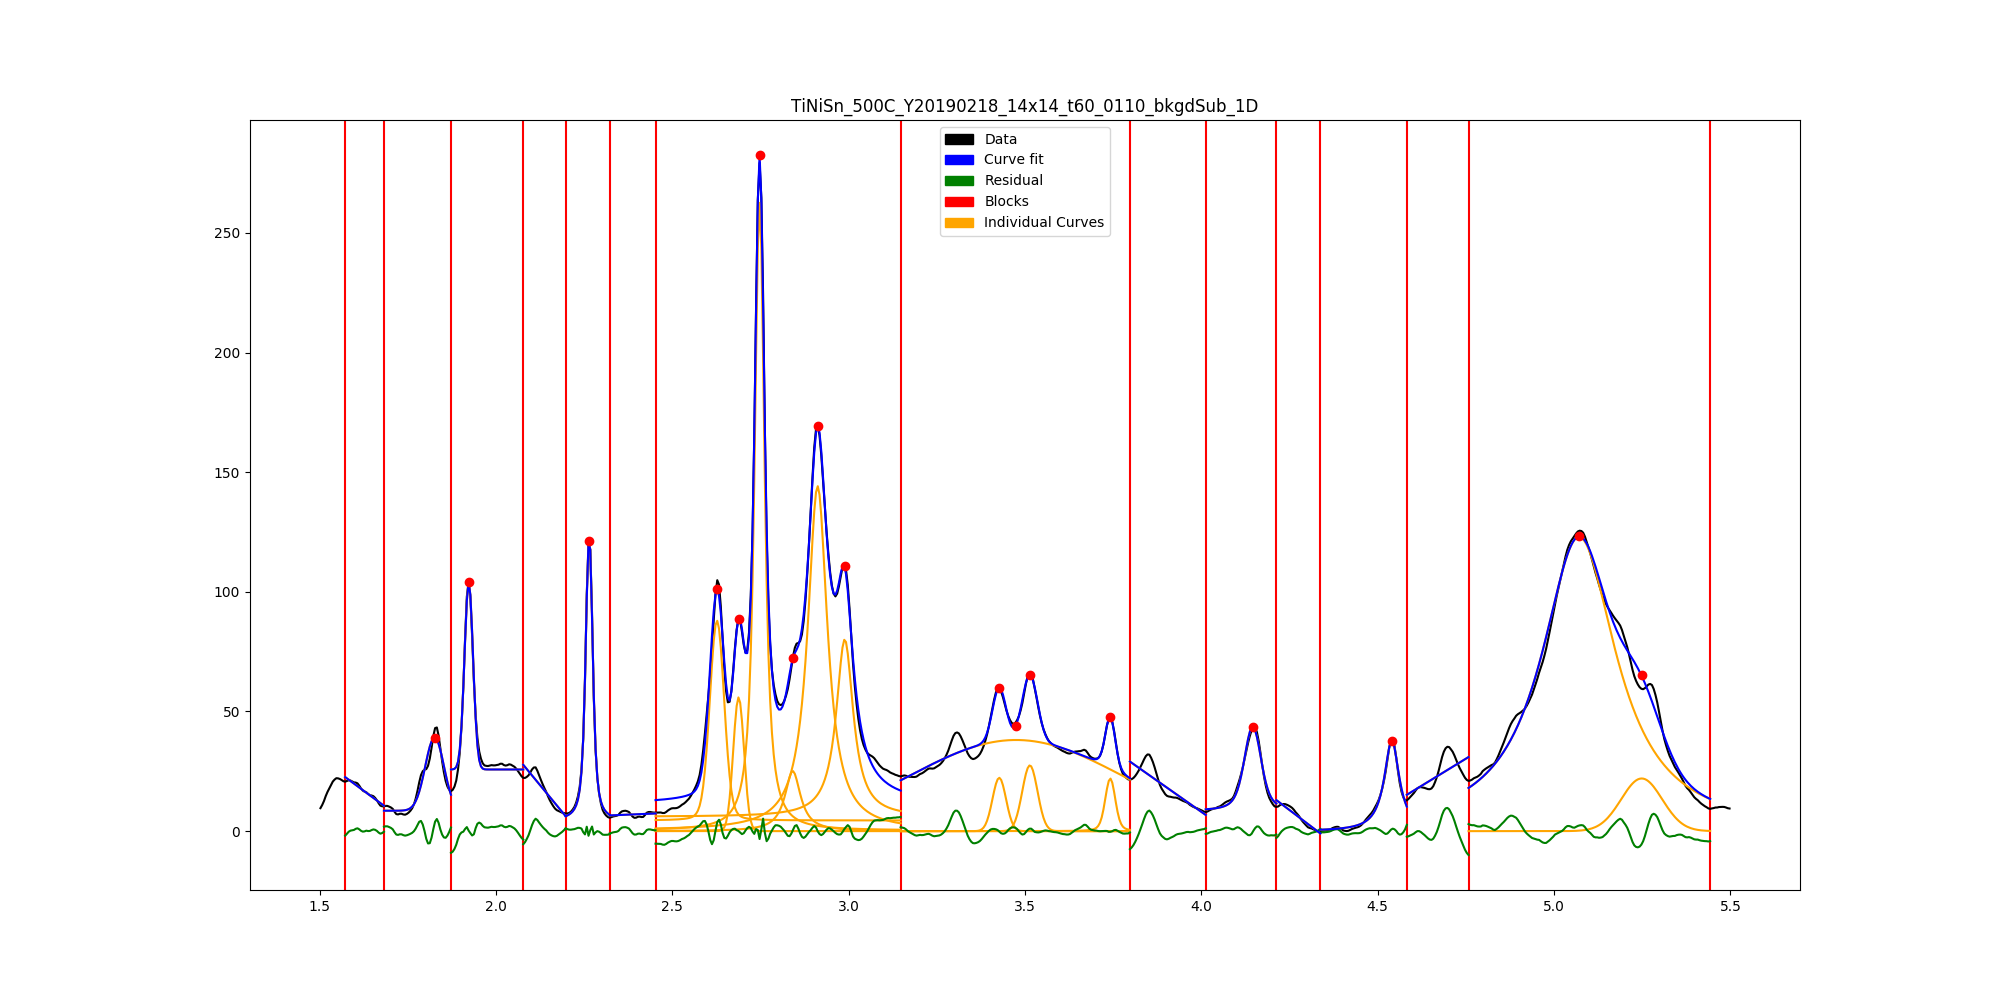 TiNiSn_500C_Y20190218_14x14_t60_0110_bkgdSub_1D
Data
Curve fit
Residual
Blocks
Individual Curves
250
200
150
100
50
0
1.5 2.0 2.5 3.0 3.5 4.0 4.5 5.0 5.5